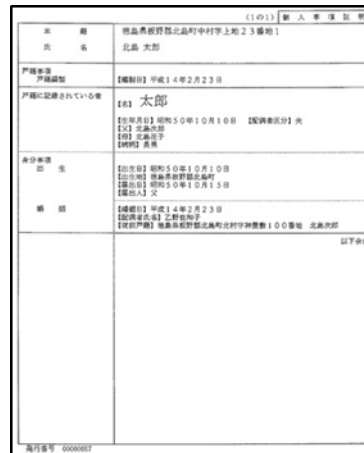 (1の1) 個人事項証明
本籍 徳島県板野郡北島町中村字上地23番地1
氏名 北島 太郎
戸籍事項
戸籍編製 【編製日】平成14年2月23日
戸籍に記録されている者 【名】太郎
【生年月日】昭和50年10月10日 【配偶者区分】夫
【父】北島次郎
【母】北島花子
【続柄】長男
身分事項
出生 【出生日】昭和50年10月10日
【出生地】徳島県板野郡北島町
【届出日】昭和50年10月15日
【届出人】父
婚姻 【婚姻日】平成14年2月23日
【配偶者氏名】乙野佐和子
【従前戸籍】徳島県板野郡北島町北村字神豊敷100番地 北島次郎
以下余
発行番号 00000057